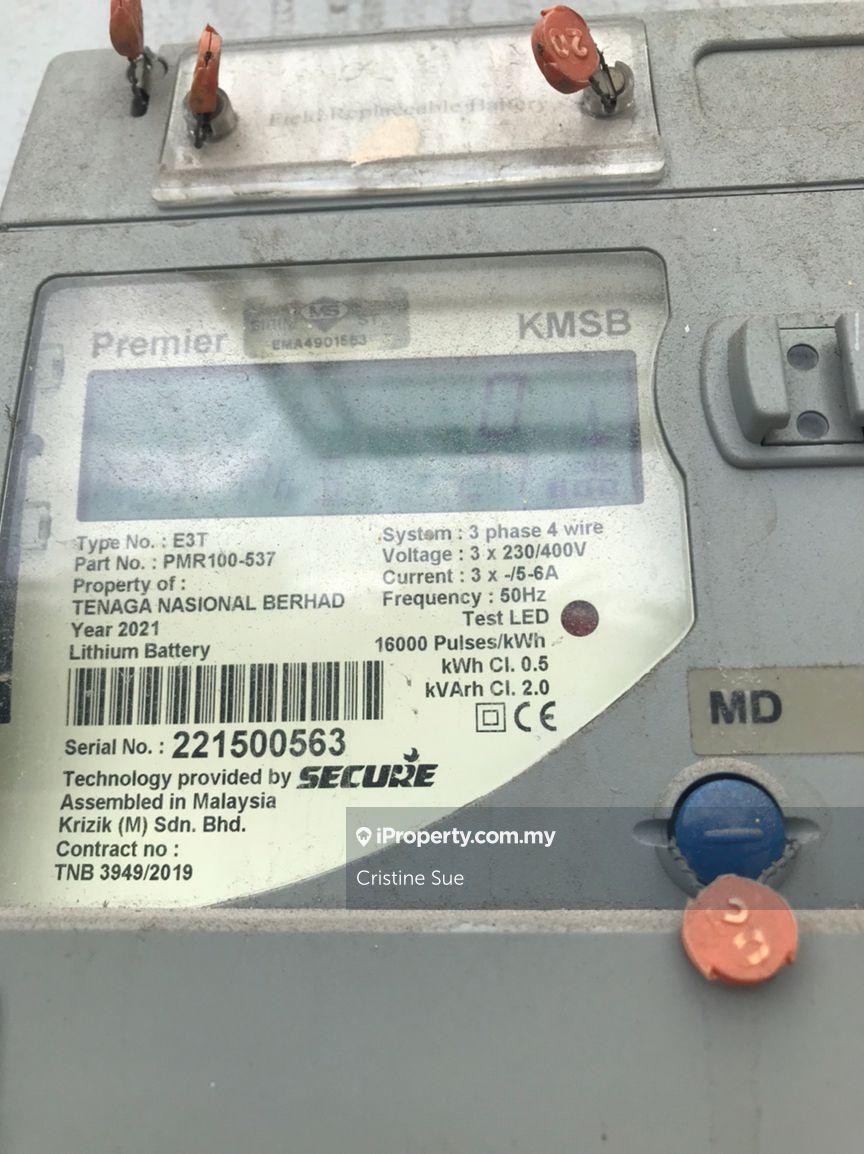 Field Replaceable Battery
Premier
MS
SIRIM
EMA4901563
KMSB
Type No. : E3T
Part No. : PMR100-537
Property of :
TENAGA NASIONAL BERHAD
Year 2021
Lithium Battery
System : 3 phase 4 wire
Voltage : 3 x 230/400V
Current : 3 x -/5-6A
Frequency : 50Hz
Test LED
16000 Pulses/kWh
kWh Cl. 0.5
kVArh Cl. 2.0
CE
Serial No. : 221500563
Technology provided by SECURE
Assembled in Malaysia
Krizik (M) Sdn. Bhd.
Contract no :
TNB 3949/2019
MD
iProperty.com.my
Cristine Sue